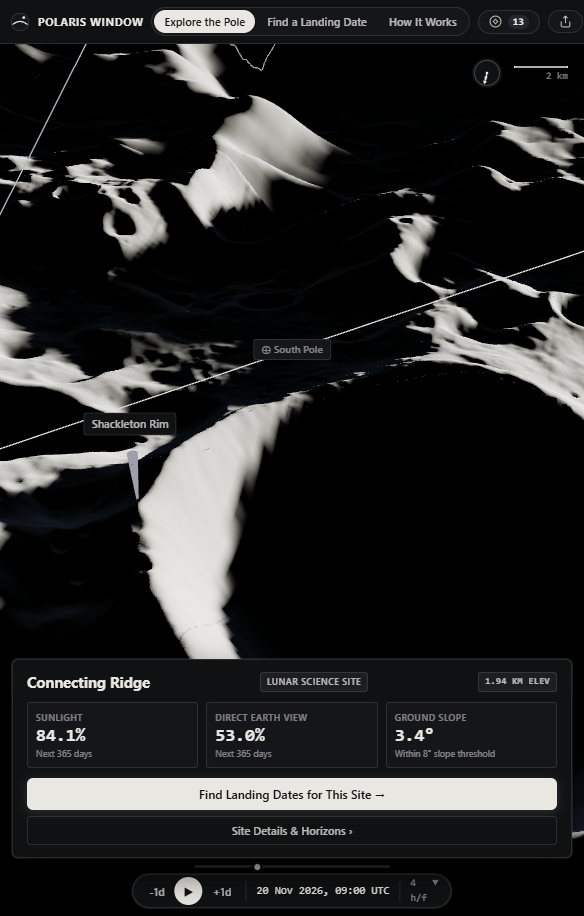 POLARIS WINDOW
Explore the Pole
Find a Landing Date
How It Works
13
2 km
South Pole
Shackleton Rim
Connecting Ridge
LUNAR SCIENCE SITE
1.94 KM ELEV
SUNLIGHT
84.1%
Next 365 days
DIRECT EARTH VIEW
53.0%
Next 365 days
GROUND SLOPE
3.4°
Within 8° slope threshold
Find Landing Dates for This Site →
Site Details & Horizons ›
-1d
+1d
20 Nov 2026, 09:00 UTC
4
h/f